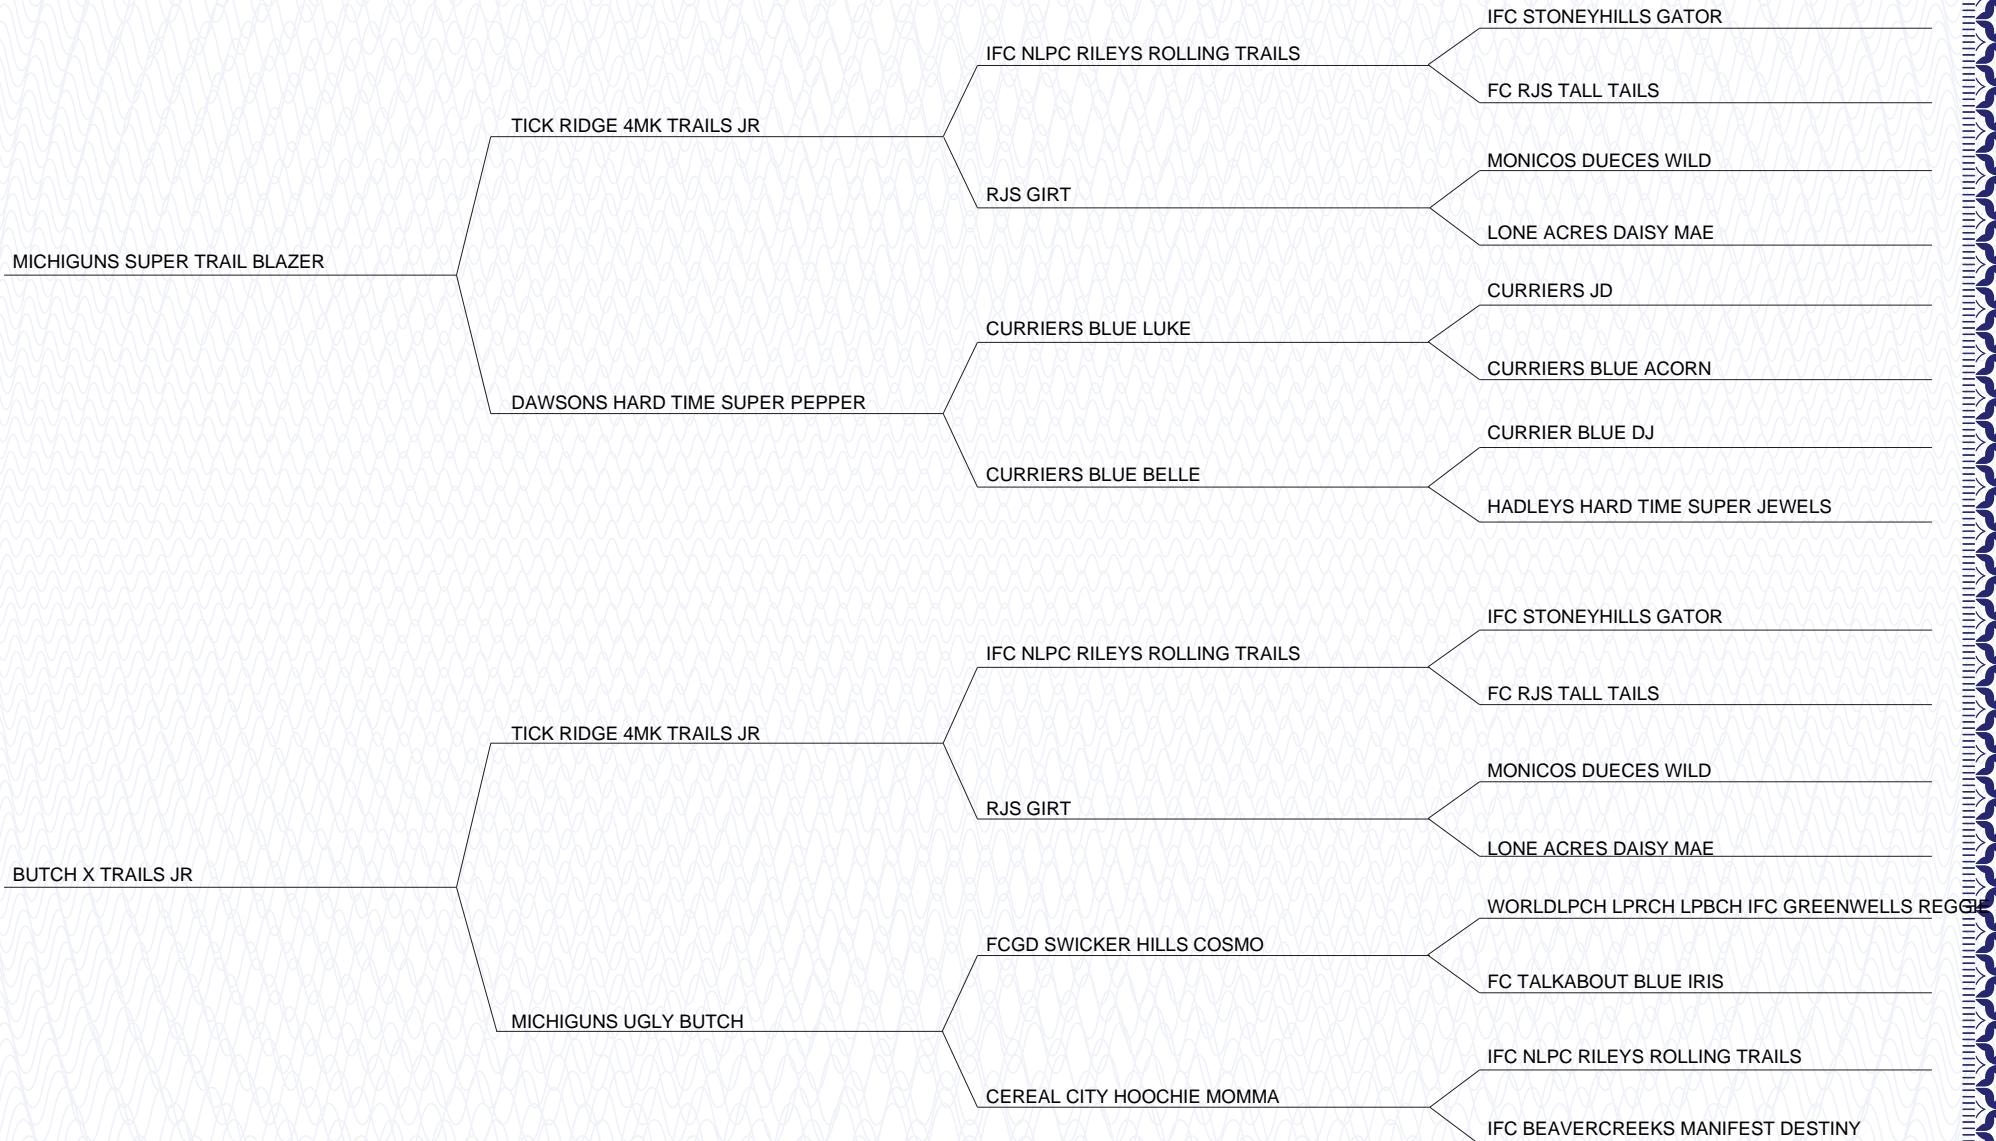 IFC STONEYHILLS GATOR
IFC NLPC RILEYS ROLLING TRAILS
FC RJS TALL TAILS
TICK RIDGE 4MK TRAILS JR
MONICOS DUECES WILD
RJS GIRT
LONE ACRES DAISY MAE
MICHIGUNS SUPER TRAIL BLAZER
CURRIERS JD
CURRIERS BLUE LUKE
CURRIERS BLUE ACORN
DAWSONS HARD TIME SUPER PEPPER
CURRIER BLUE DJ
CURRIERS BLUE BELLE
HADLEYS HARD TIME SUPER JEWELS
IFC STONEYHILLS GATOR
IFC NLPC RILEYS ROLLING TRAILS
FC RJS TALL TAILS
TICK RIDGE 4MK TRAILS JR
MONICOS DUECES WILD
RJS GIRT
LONE ACRES DAISY MAE
BUTCH X TRAILS JR
WORLDLPCH LPRCH LPBCH IFC GREENWELLS REGGIE
FCGD SWICKER HILLS COSMO
FC TALKABOUT BLUE IRIS
MICHIGUNS UGLY BUTCH
IFC NLPC RILEYS ROLLING TRAILS
CEREAL CITY HOOCHIE MOMMA
IFC BEAVERCREEKS MANIFEST DESTINY